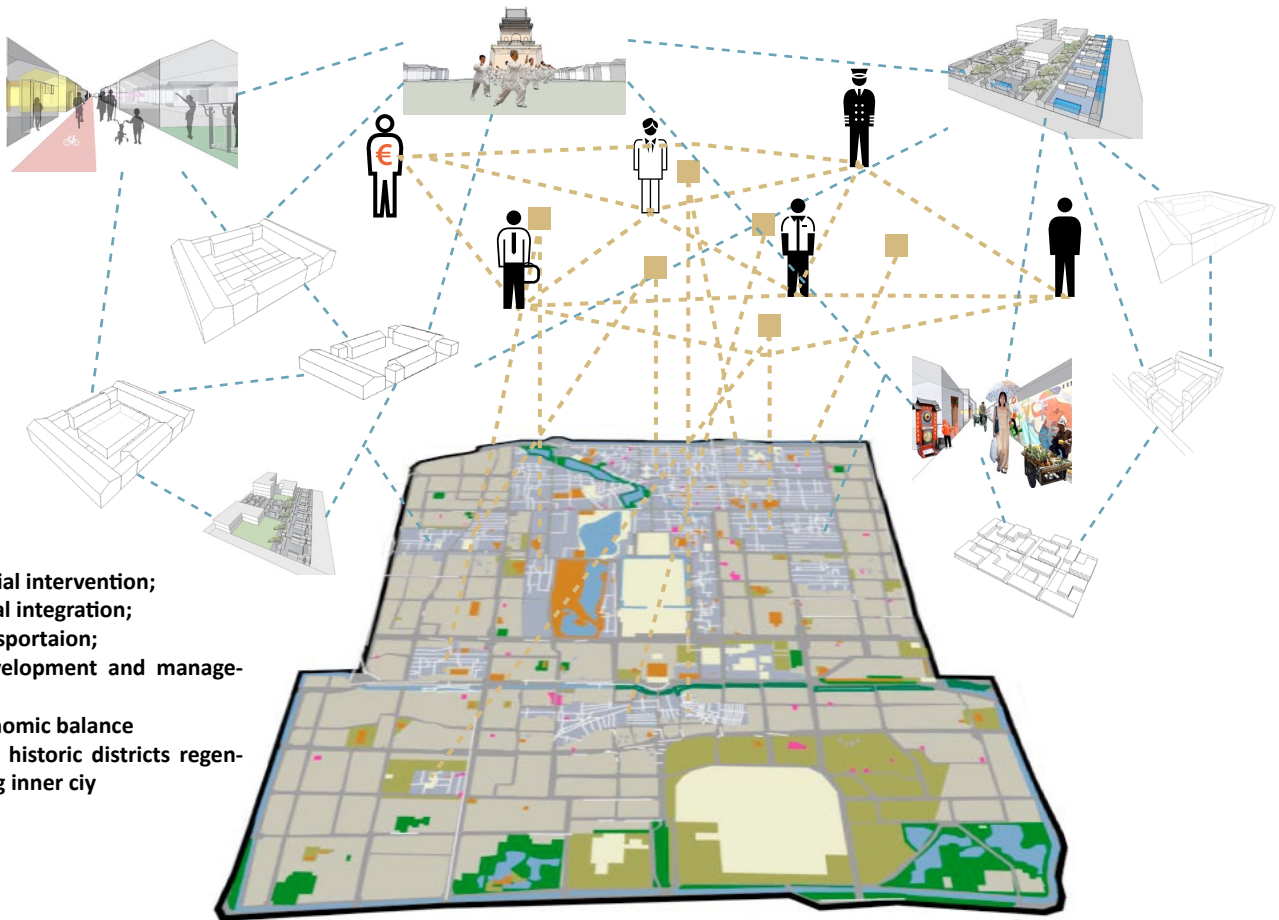 €
ial intervention;
al integration;
sportaion;
velopment and manage-
nomic balance
historic districts regen-
g inner ciy